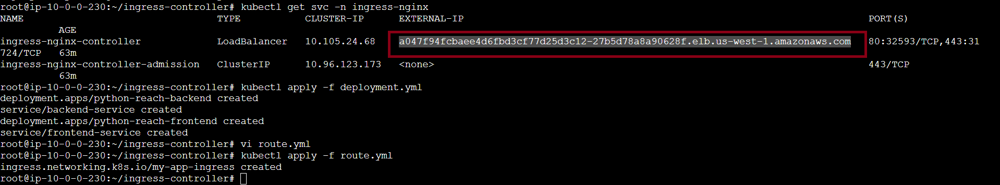 root@ip-10-0-0-230:~/ingress-controller# kubectl get svc -n ingress-nginx
NAME TYPE CLUSTER-IP EXTERNAL-IP PORT(S)
AGE
ingress-nginx-controller LoadBalancer 10.105.24.68 a047f94fcbaee4d6fbd3cf77d25d3c12-27b5d78a8a90628f.elb.us-west-1.amazonaws.com 80:32593/TCP,443:31
724/TCP 63m
ingress-nginx-controller-admission ClusterIP 10.96.123.173 <none> 443/TCP
63m
root@ip-10-0-0-230:~/ingress-controller# kubectl apply -f deployment.yml
deployment.apps/python-reach-backend created
service/backend-service created
deployment.apps/python-reach-frontend created
service/frontend-service created
root@ip-10-0-0-230:~/ingress-controller# vi route.yml
root@ip-10-0-0-230:~/ingress-controller# kubectl apply -f route.yml
ingress.networking.k8s.io/my-app-ingress created
root@ip-10-0-0-230:~/ingress-controller#